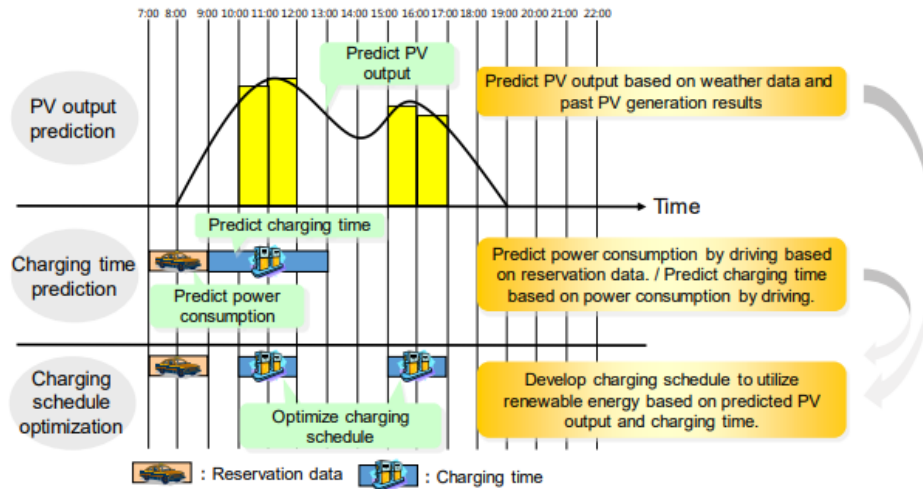 7:00 8:00 9:00 10:00 11:00 12:00 13:00 14:00 15:00 16:00 17:00 18:00 19:00 20:00 21:00 22:00
Predict PV
output
PV output
prediction
Predict PV output based on weather data and
past PV generation results
Time
Predict charging time
Charging time
prediction
Predict power
consumption
Predict power consumption by driving based
on reservation data. / Predict charging time
based on power consumption by driving.
Charging
schedule
optimization
Optimize charging
schedule
Develop charging schedule to utilize
renewable energy based on predicted PV
output and charging time.
: Reservation data
: Charging time